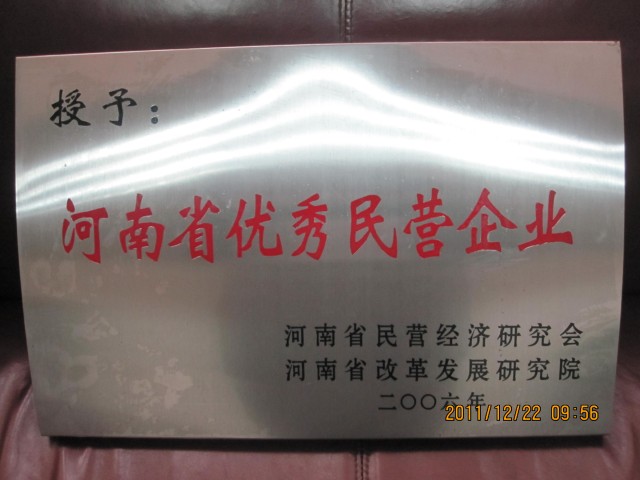 授予：
河南省优秀民营企业
河南省民营经济研究会
河南省改革发展研究院
二〇〇六年
2011/12/22 09:56